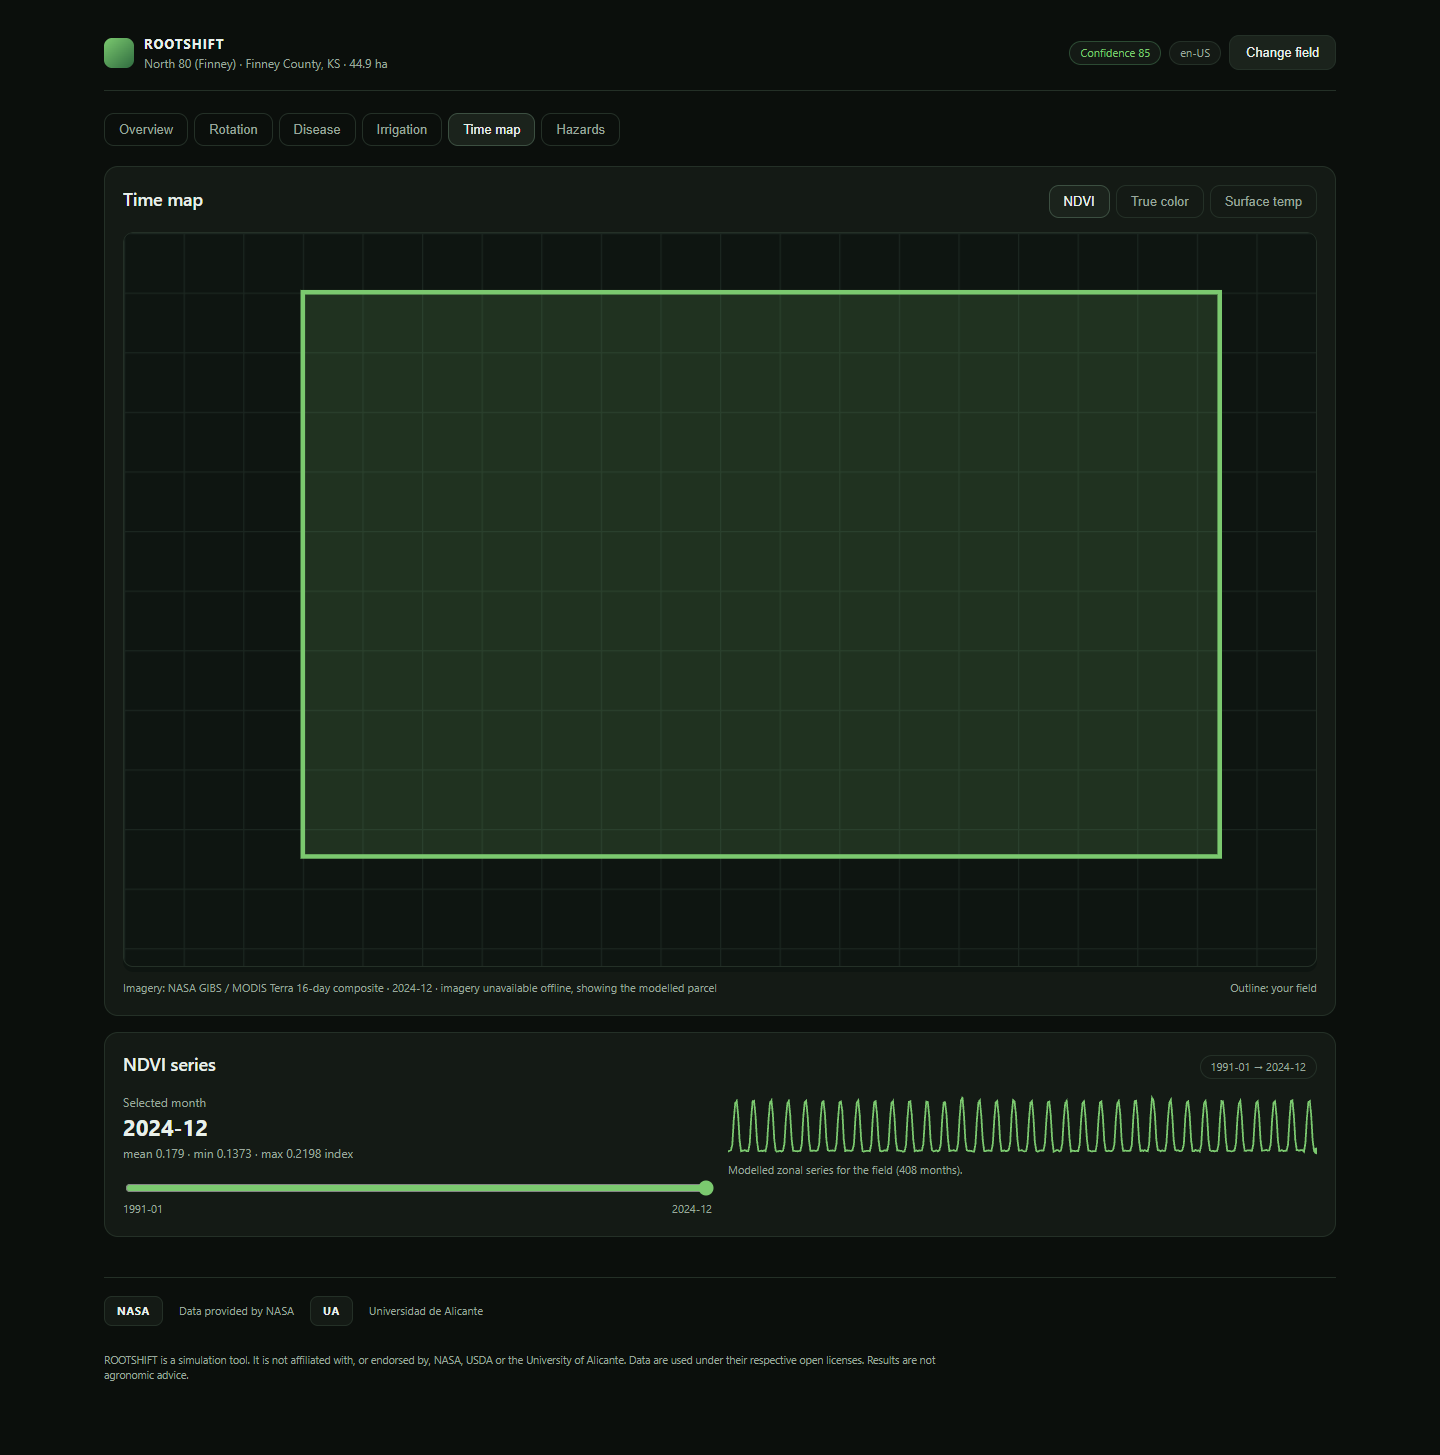 ROOTSHIFT
North 80 (Finney) · Finney County, KS · 44.9 ha
Confidence 85
en-US
Change field
Overview
Rotation
Disease
Irrigation
Time map
Hazards
Time map
NDVI
True color
Surface temp
Imagery: NASA GIBS / MODIS Terra 16-day composite · 2024-12 · imagery unavailable offline, showing the modelled parcel
Outline: your field
NDVI series
1991-01 → 2024-12
Selected month
2024-12
mean 0.179 · min 0.1373 · max 0.2198 index
1991-01
2024-12
Modelled zonal series for the field (408 months).
NASA
Data provided by NASA
UA
Universidad de Alicante
ROOTSHIFT is a simulation tool. It is not affiliated with, or endorsed by, NASA, USDA or the University of Alicante. Data are used under their respective open licenses. Results are not
agronomic advice.